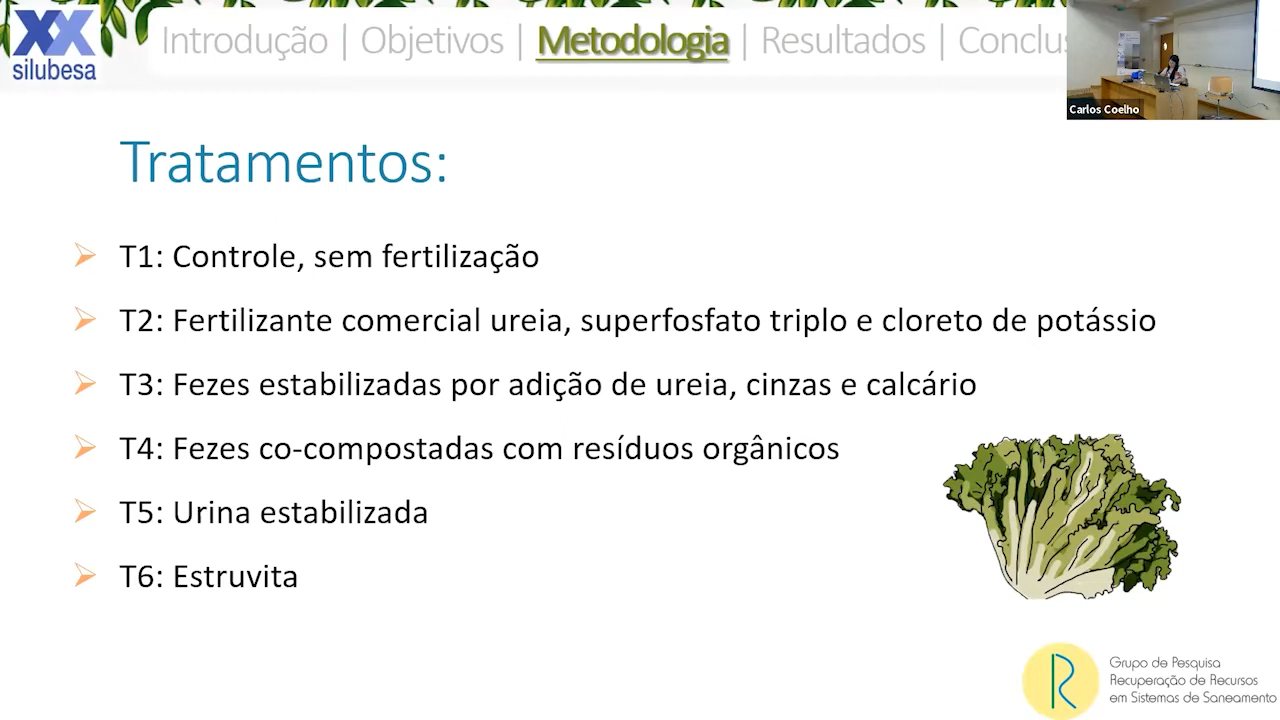 XX
silubesa
Introdução | Objetivos | Metodologia | Resultados |
Carlos Coelho
Tratamentos:
T1: Controle, sem fertilização
T2: Fertilizante comercial ureia, superfosfato triplo e cloreto de potássio
T3: Fezes estabilizadas por adição de ureia, cinzas e calcário
T4: Fezes co-compostadas com resíduos orgânicos
T5: Urina estabilizada
T6: Estruvita
Grupo de Pesquisa
Recuperação de Recursos
em Sistemas de Saneamento